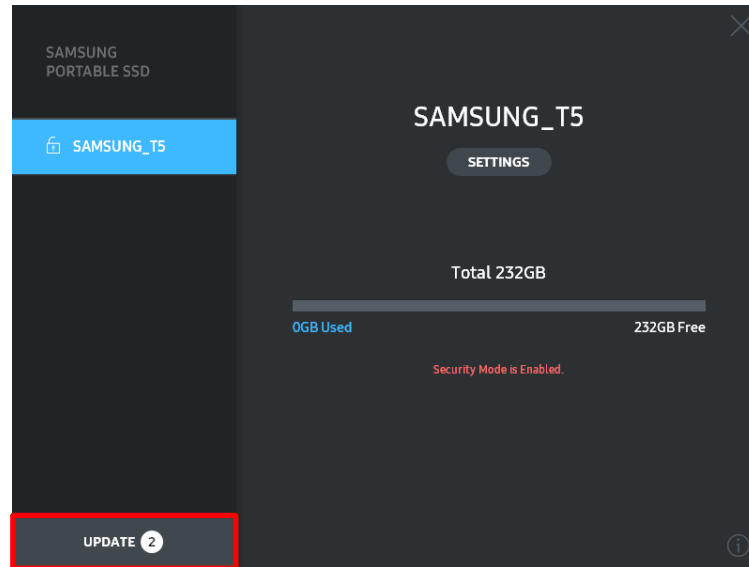 SAMSUNG
PORTABLE SSD
SAMSUNG_T5
SAMSUNG_T5
SETTINGS
Total 232GB
0GB Used
232GB Free
Security Mode is Enabled.
UPDATE 2